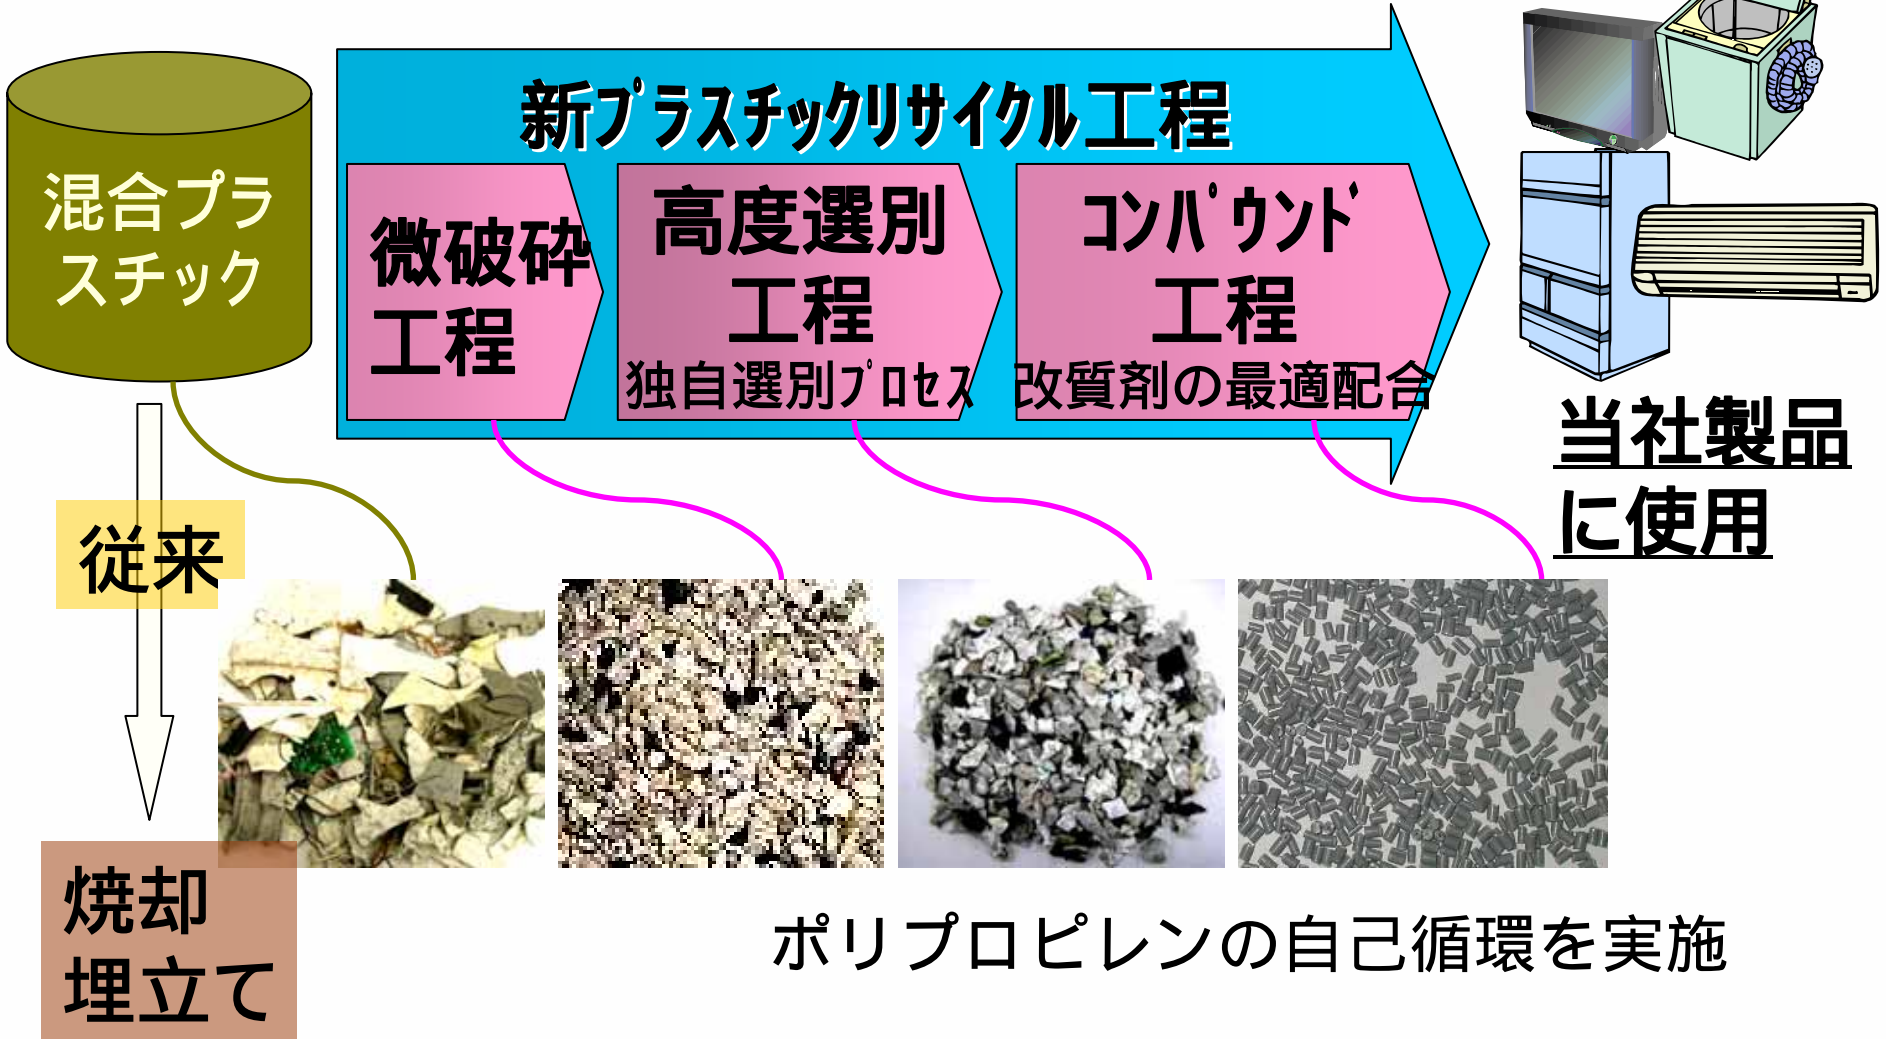 新ﾌﾟﾗｽﾁｯｸﾘｻｲｸﾙ工程
混合プラ
スチック
微破砕
工程
高度選別
工程
独自選別ﾌﾟﾛｾｽ
ｺﾝﾊﾟｳﾝﾄﾞ
工程
改質剤の最適配合
当社製品
に使用
従来
焼却
埋立て
ポリプロピレンの自己循環を実施